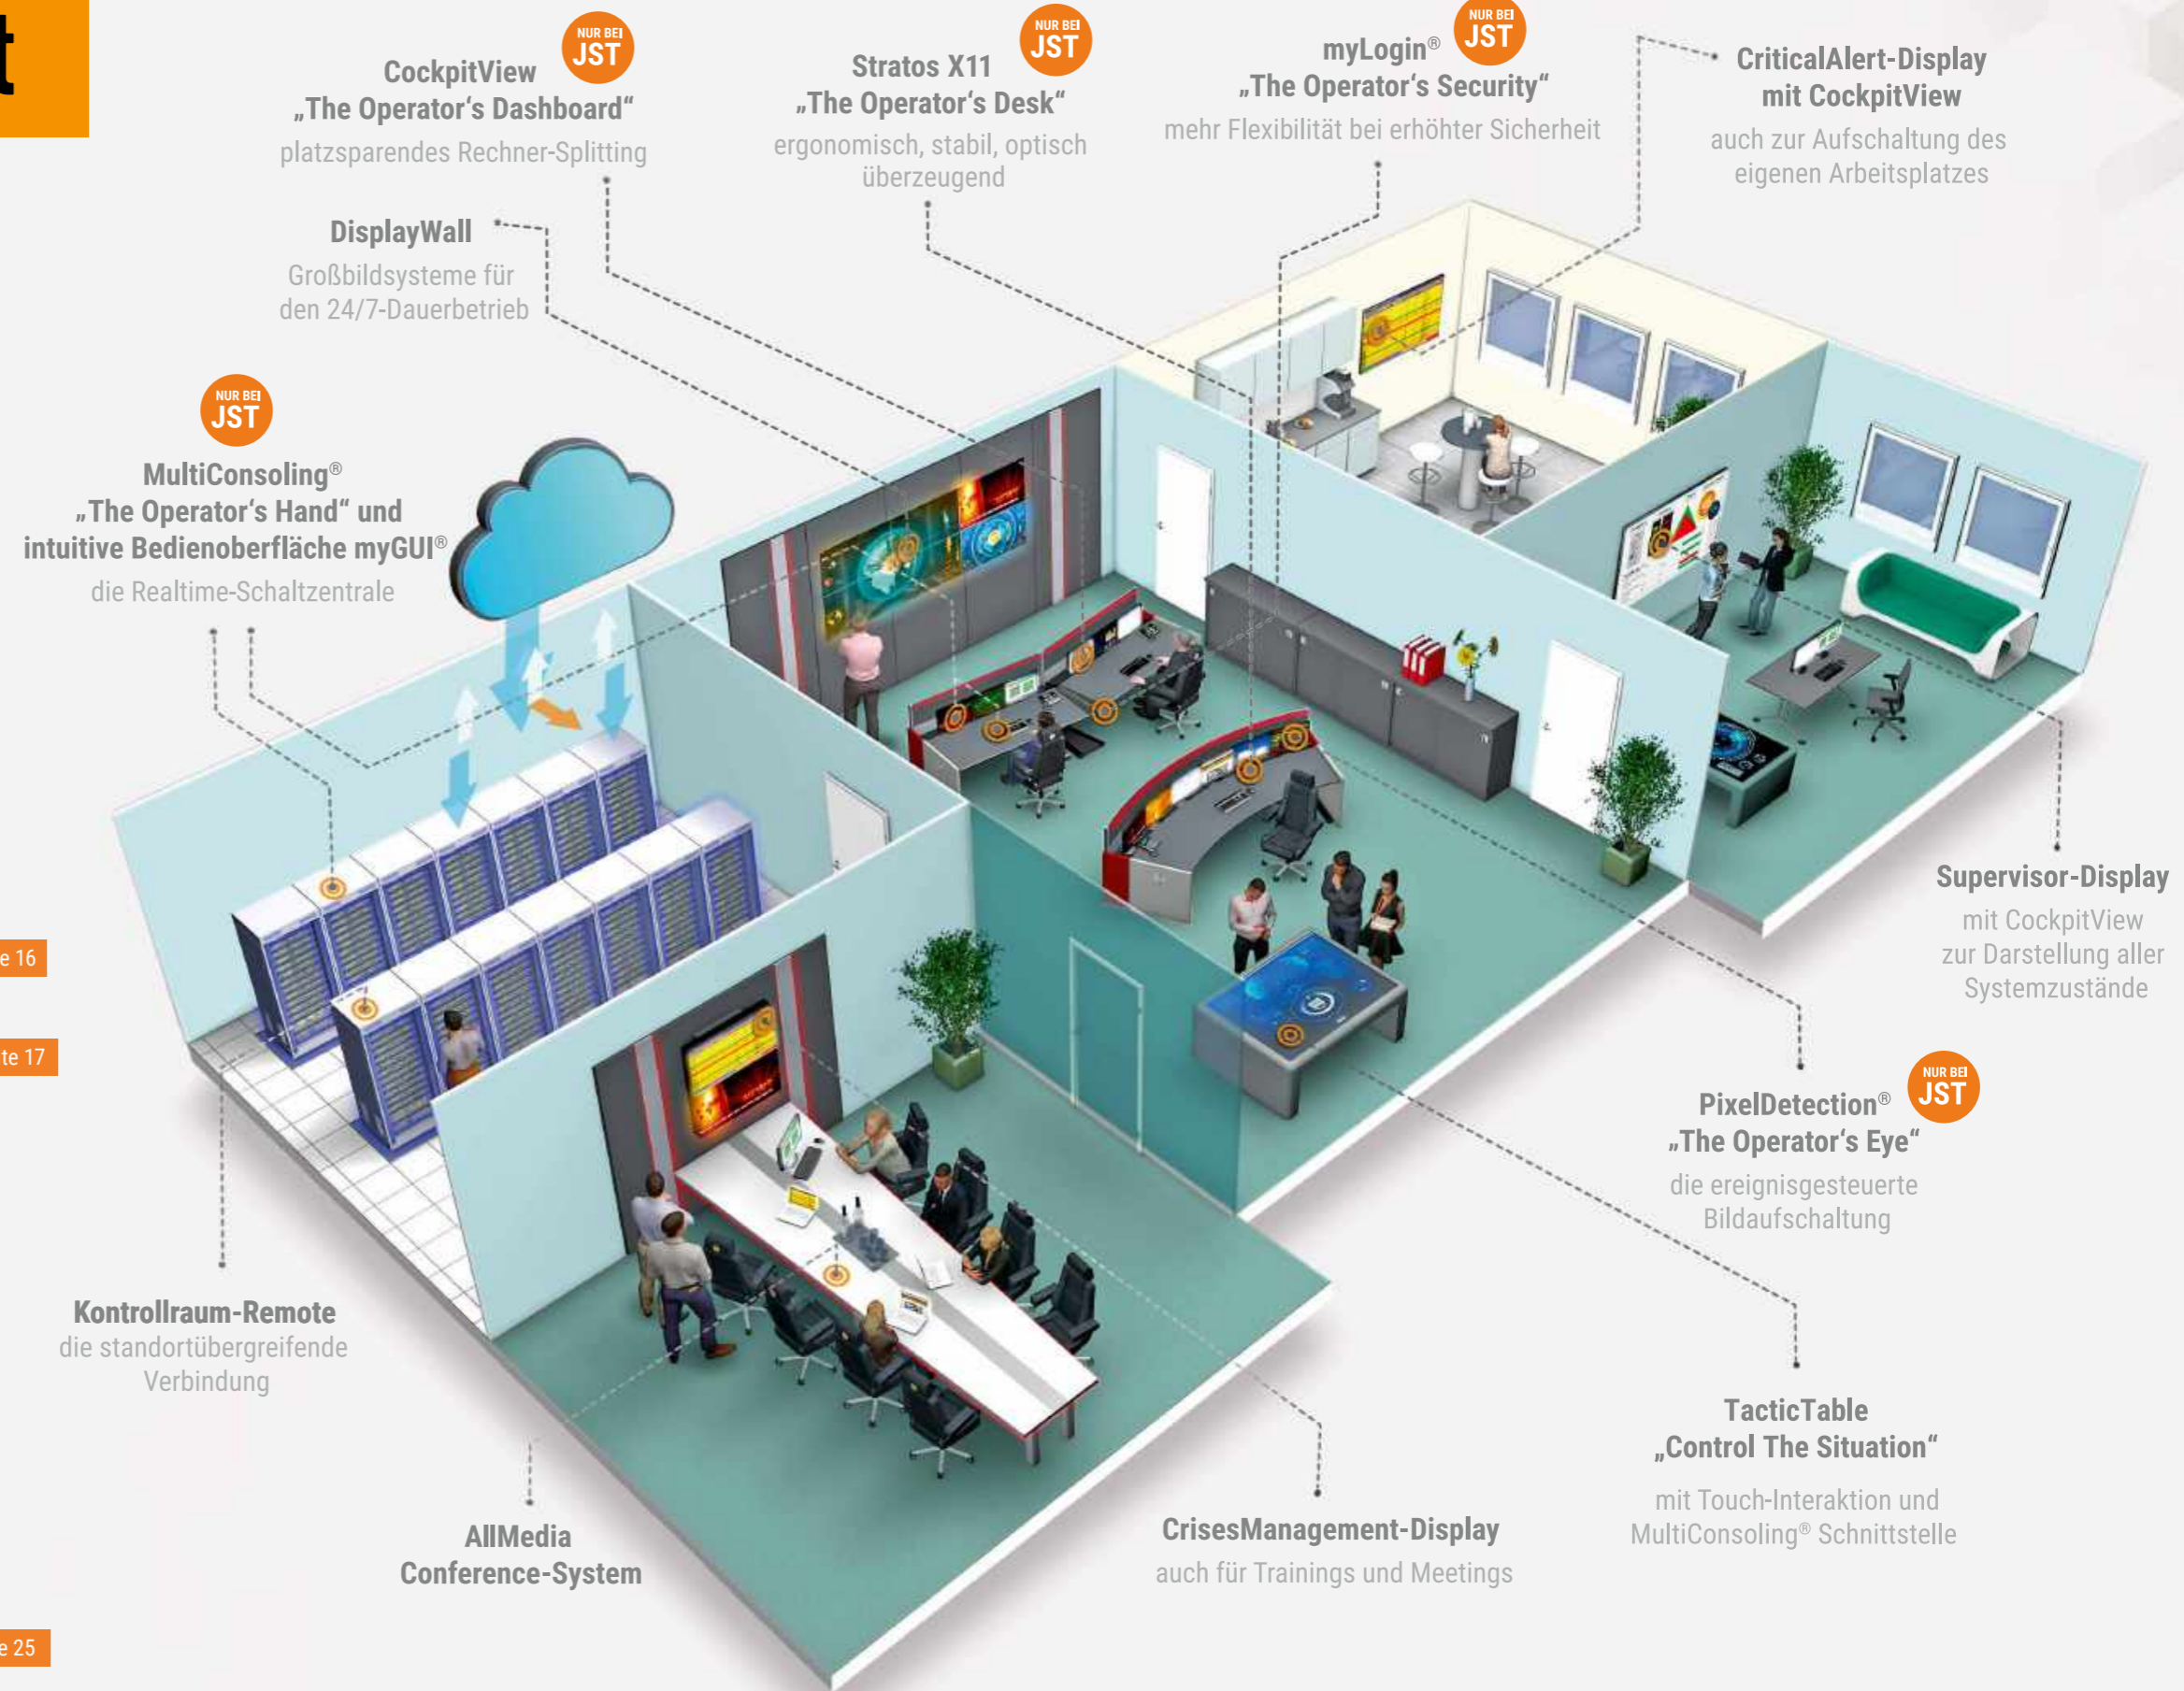 t
NUR BEI
JST
CockpitView
„The Operator‘s Dashboard“
platzsparendes Rechner-Splitting
NUR BEI
JST
Stratos X11
„The Operator‘s Desk“
ergonomisch, stabil, optisch
überzeugend
NUR BEI
JST
myLogin®
„The Operator‘s Security“
mehr Flexibilität bei erhöhter Sicherheit
CriticalAlert-Display
mit CockpitView
auch zur Aufschaltung des
eigenen Arbeitsplatzes
DisplayWall
Großbildsysteme für
den 24/7-Dauerbetrieb
NUR BEI
JST
MultiConsoling®
„The Operator‘s Hand“ und
intuitive Bedienoberfläche myGUI®
die Realtime-Schaltzentrale
Supervisor-Display
mit CockpitView
zur Darstellung aller
Systemzustände
e 16
te 17
NUR BEI
JST
PixelDetection®
„The Operator‘s Eye“
die ereignisgesteuerte
Bildaufschaltung
Kontrollraum-Remote
die standortübergreifende
Verbindung
TacticTable
„Control The Situation“
mit Touch-Interaktion und
MultiConsoling® Schnittstelle
AllMedia
Conference-System
CrisesManagement-Display
auch für Trainings und Meetings
e 25